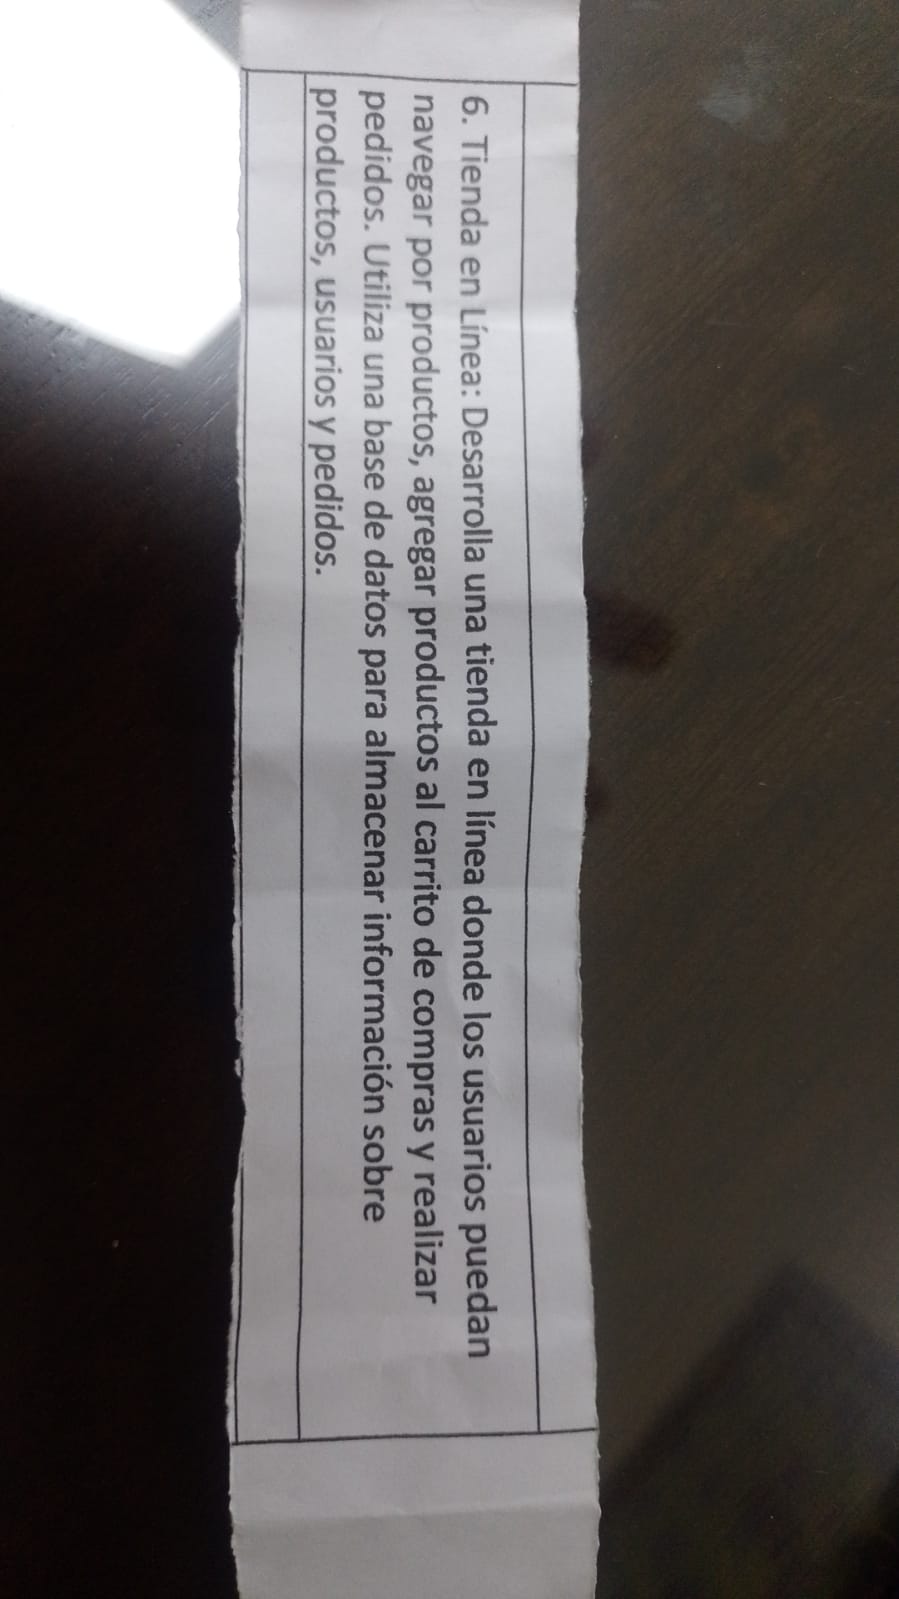 6. Tienda en Línea: Desarrolla una tienda en línea donde los usuarios puedan
navegar por productos, agregar productos al carrito de compras y realizar
pedidos. Utiliza una base de datos para almacenar información sobre
productos, usuarios y pedidos.